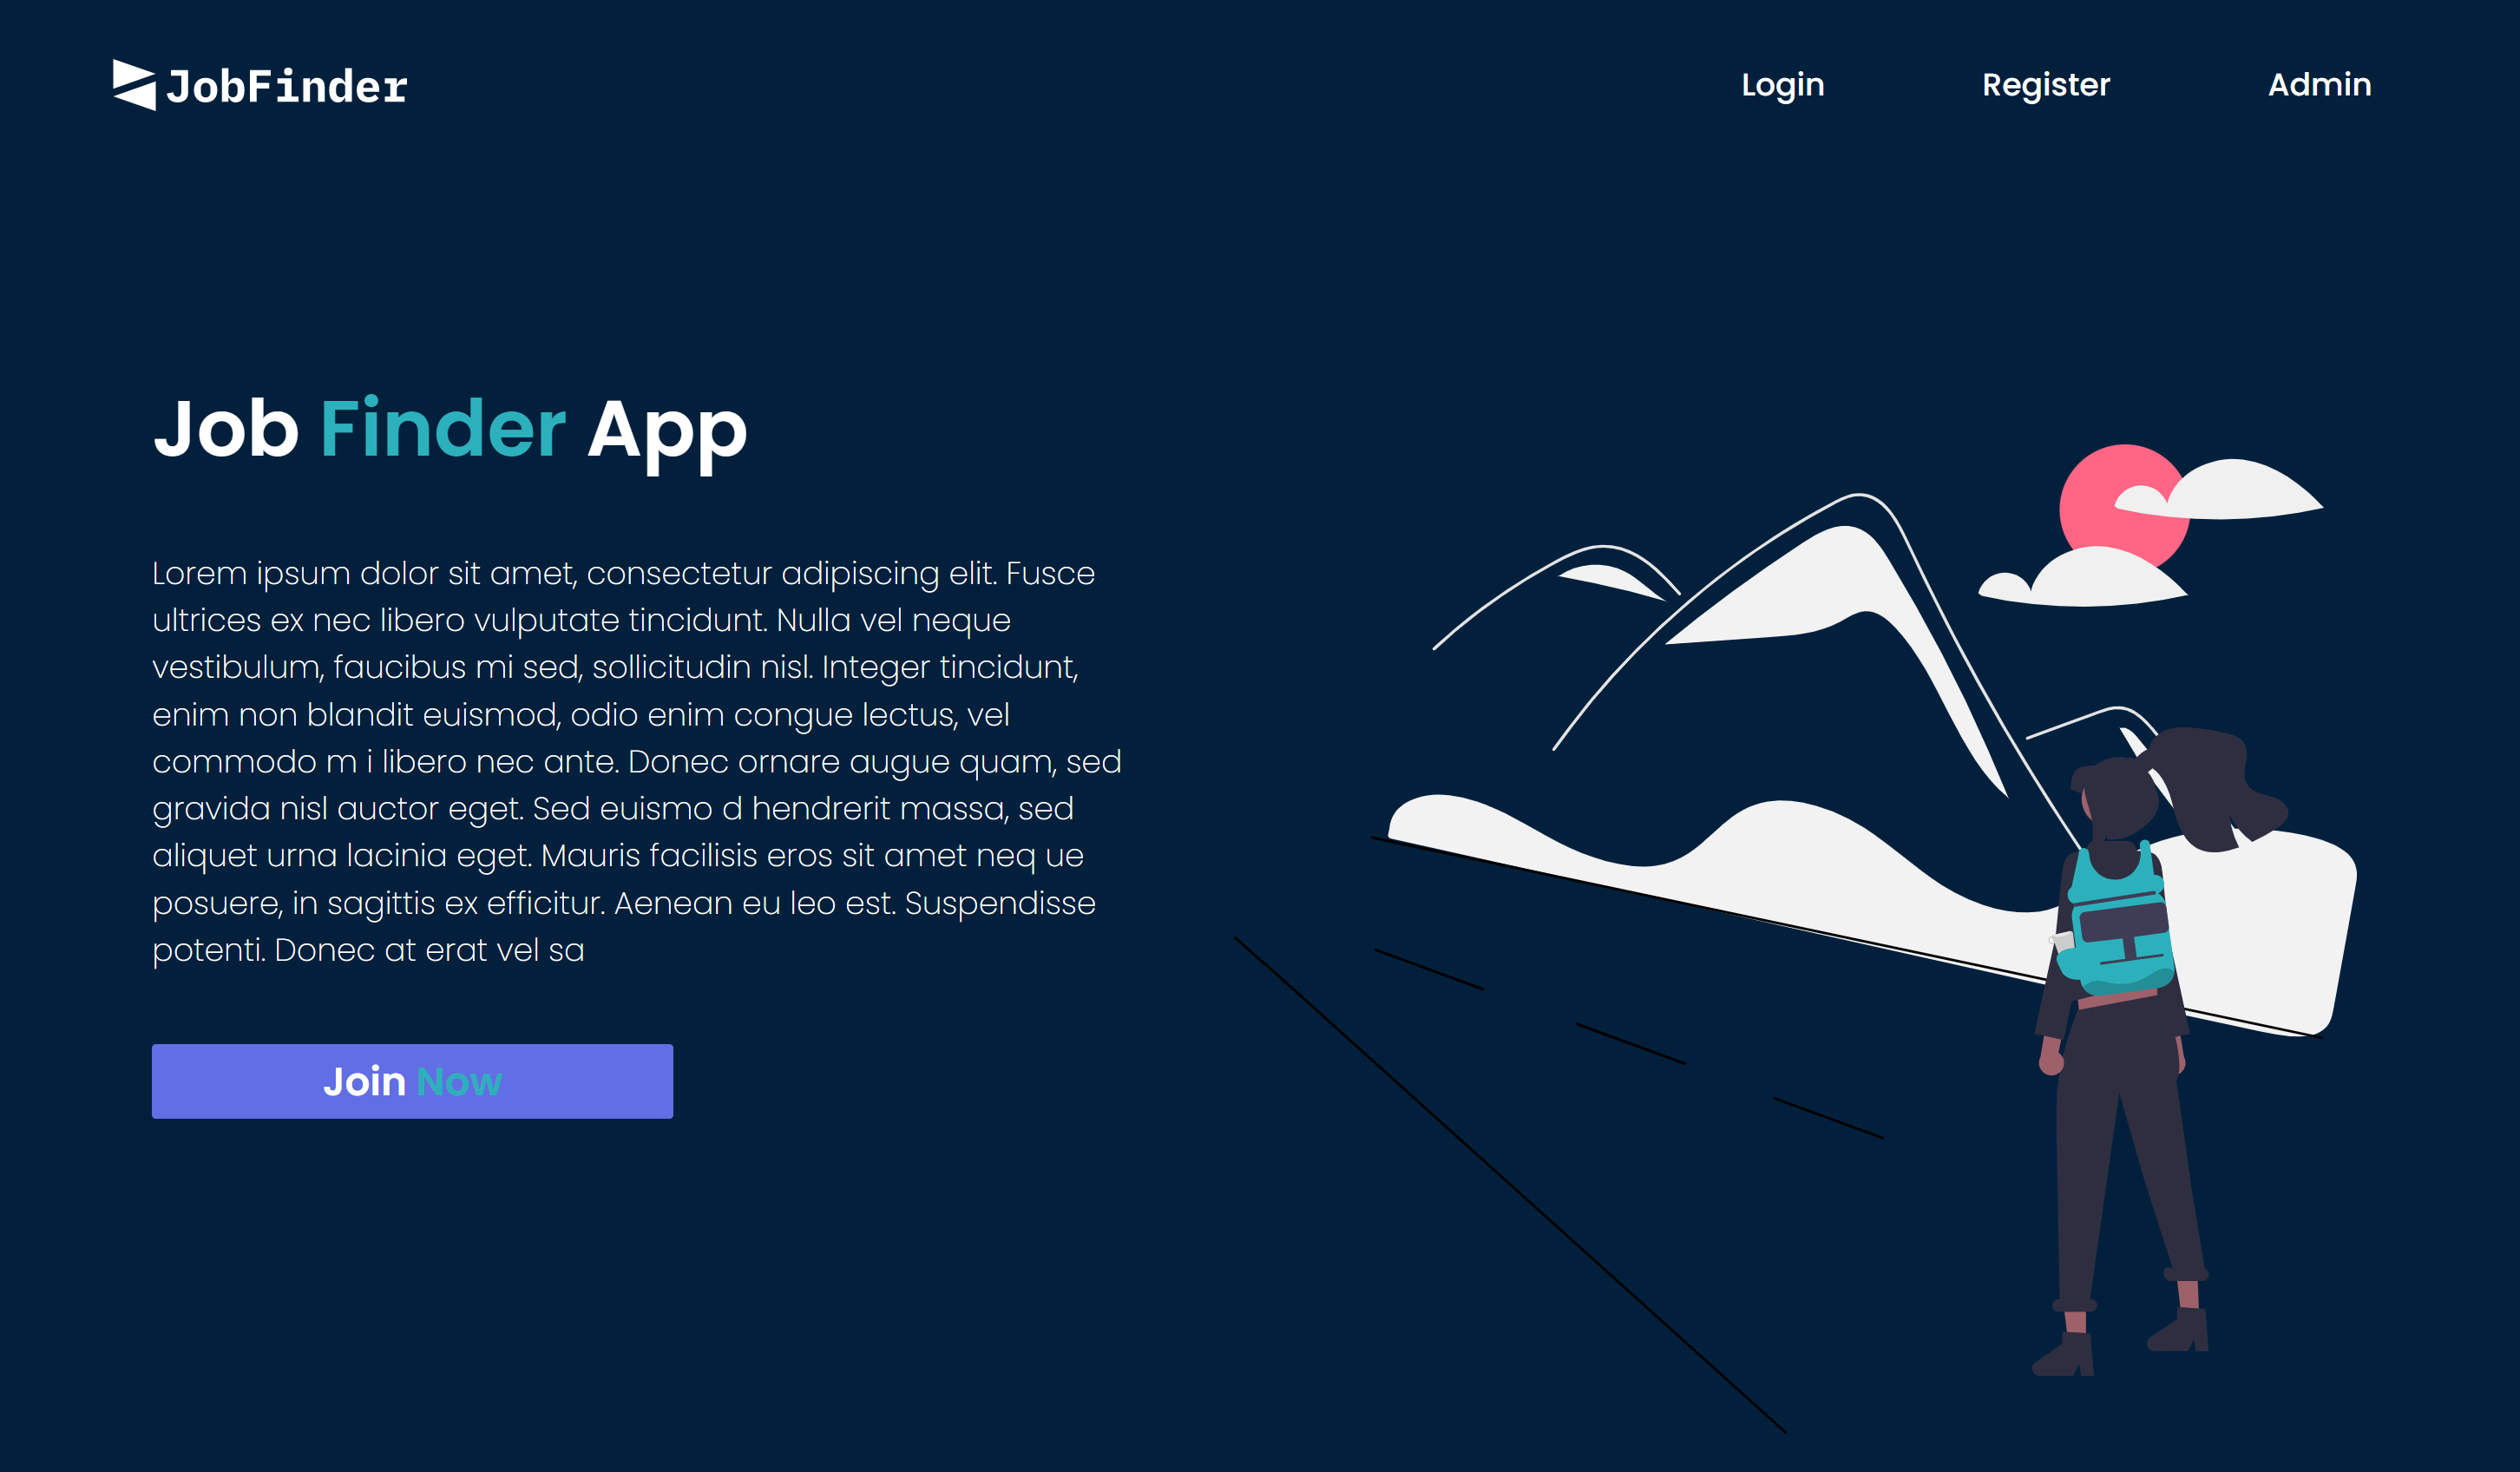 JobFinder
Login Register Admin
Job Finder App
Lorem ipsum dolor sit amet, consectetur adipiscing elit. Fusce
ultrices ex nec libero vulputate tincidunt. Nulla vel neque
vestibulum, faucibus mi sed, sollicitudin nisl. Integer tincidunt,
enim non blandit euismod, odio enim congue lectus, vel
commodo m i libero nec ante. Donec ornare augue quam, sed
gravida nisl auctor eget. Sed euismo d hendrerit massa, sed
aliquet urna lacinia eget. Mauris facilisis eros sit amet neq ue
posuere, in sagittis ex efficitur. Aenean eu leo est. Suspendisse
potenti. Donec at erat vel sa
Join Now